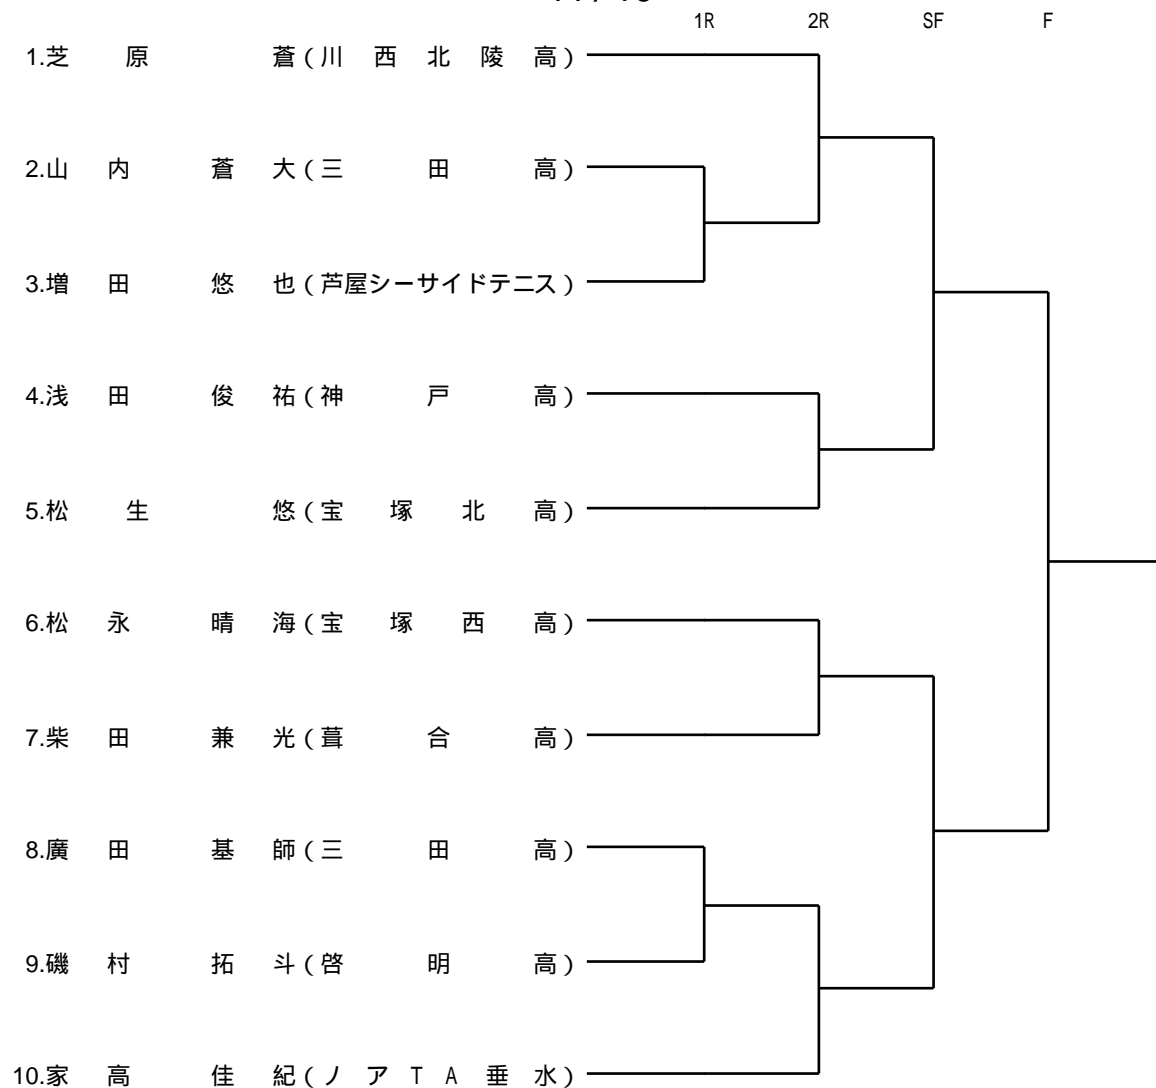 1R 2R SF F
1.芝原 蒼(川西北陵高)
2.山内 蒼大(三田高)
3.増田 悠也(芦屋シーサイドテニス)
4.浅田 俊祐(神戸高)
5.松生 悠(宝塚北高)
6.松永 晴海(宝塚西高)
7.柴田 兼光(葺合高)
8.廣田 基師(三田高)
9.磯村 拓斗(啓明高)
10.家高 佳紀(ノアTA垂水)